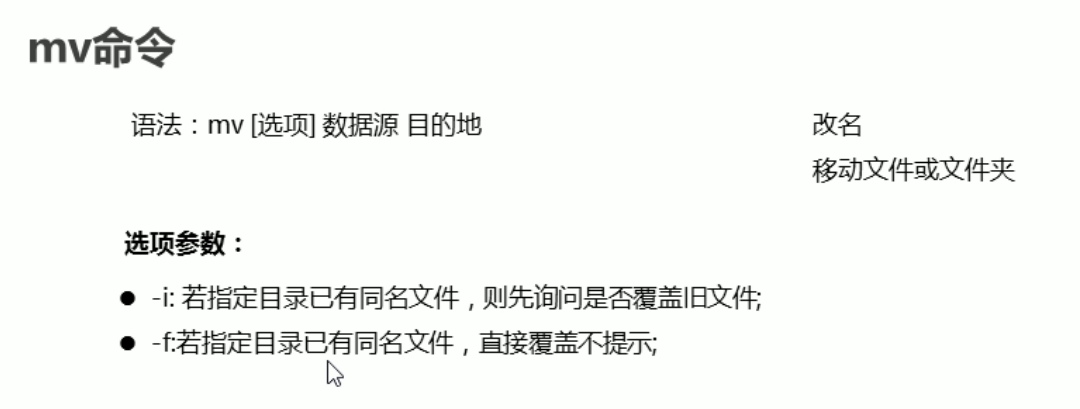 mv命令
语法：mv [选项] 数据源 目的地
改名
移动文件或文件夹
选项参数：
● -i: 若指定目录已有同名文件，则先询问是否覆盖旧文件;
● -f:若指定目录已有同名文件，直接覆盖不提示;